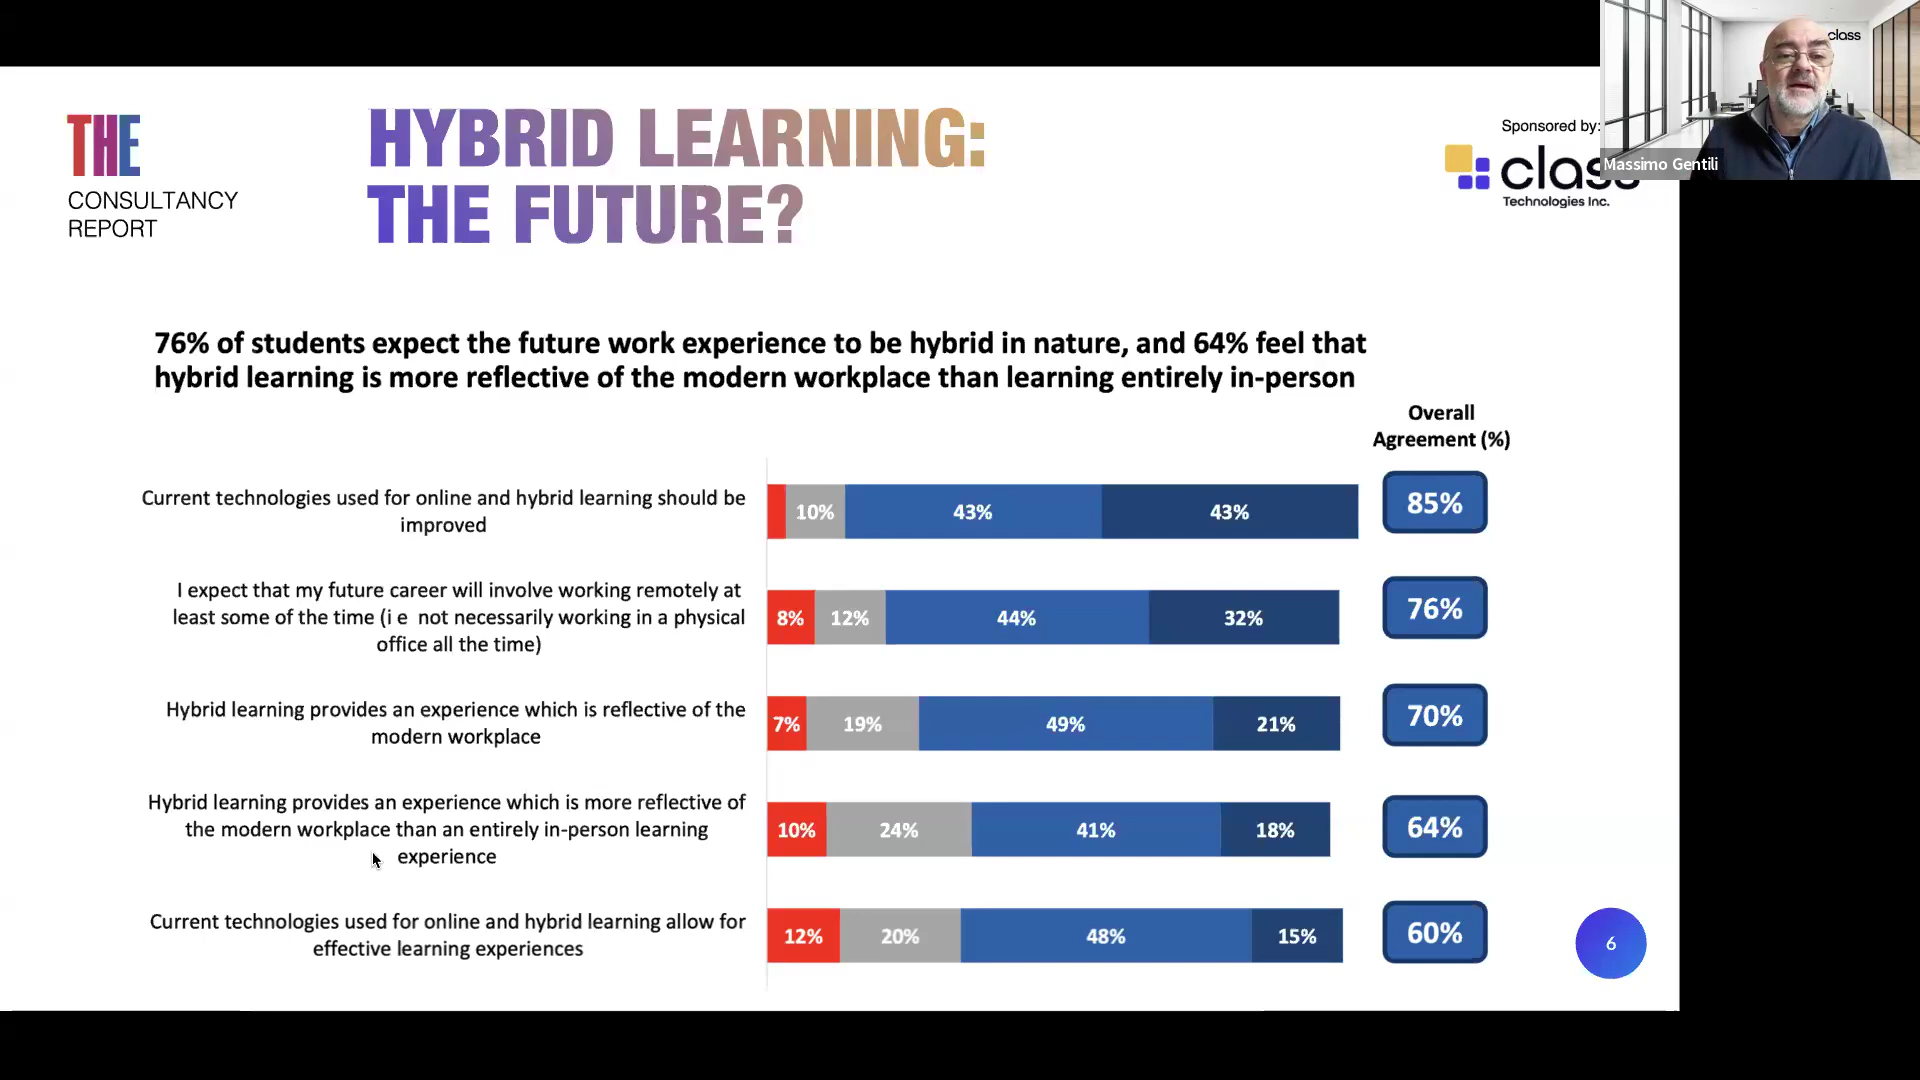 class
Massimo Gentili
THE
CONSULTANCY
REPORT
HYBRID LEARNING:
THE FUTURE?
Sponsored by:
class
Technologies Inc.
76% of students expect the future work experience to be hybrid in nature, and 64% feel that
hybrid learning is more reflective of the modern workplace than learning entirely in-person
Overall
Agreement (%)
Current technologies used for online and hybrid learning should be
improved
10% 43% 43% 85%
I expect that my future career will involve working remotely at
least some of the time (i e not necessarily working in a physical
office all the time)
8% 12% 44% 32% 76%
Hybrid learning provides an experience which is reflective of the
modern workplace
7% 19% 49% 21% 70%
Hybrid learning provides an experience which is more reflective of
the modern workplace than an entirely in-person learning
experience
10% 24% 41% 18% 64%
Current technologies used for online and hybrid learning allow for
effective learning experiences
12% 20% 48% 15% 60%
6